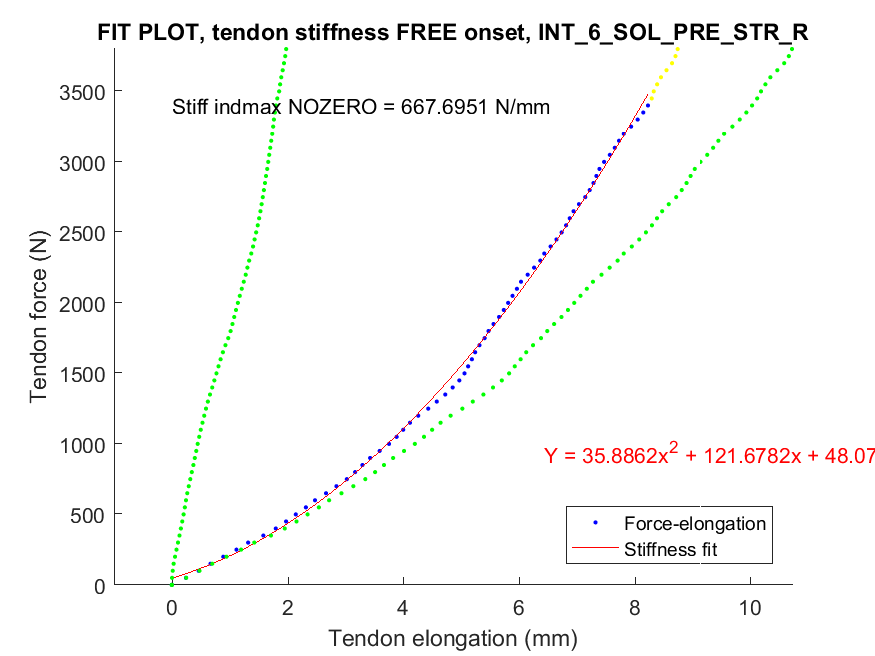 FIT PLOT, tendon stiffness FREE onset, INT_6_SOL_PRE_STR_R
Stiff indmax NOZERO = 667.6951 N/mm
3500
3000
2500
2000
1500
1000
500
0
Tendon force (N)
Y = 35.8862x² + 121.6782x + 48.07
Force-elongation
Stiffness fit
0 2 4 6 8 10
Tendon elongation (mm)